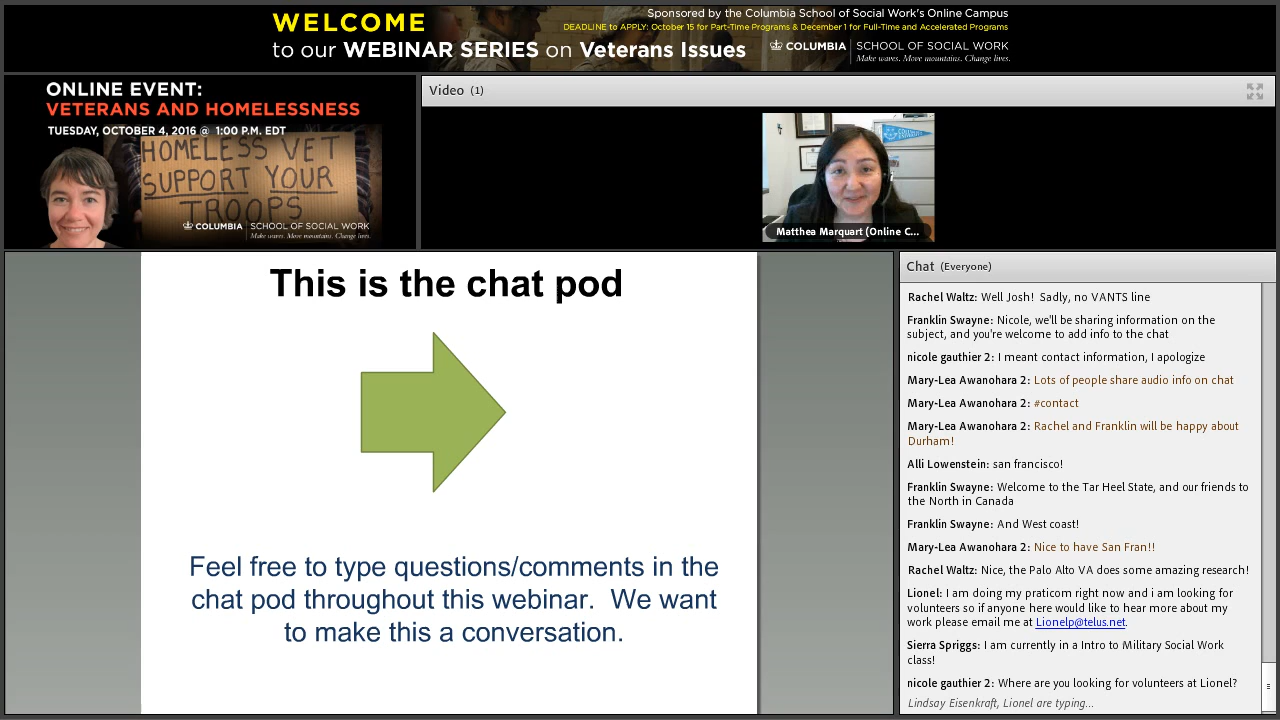 WELCOME
to our WEBINAR SERIES on Veterans Issues
Sponsored by the Columbia School of Social Work's Online Campus
DEADLINE to APPLY: October 15 for Part-Time Programs & December 1 for Full-Time and Accelerated Programs
COLUMBIA | SCHOOL OF SOCIAL WORK
Make waves. Move mountains. Change lives.
ONLINE EVENT:
VETERANS AND HOMELESSNESS
TUESDAY, OCTOBER 4, 2016 @ 1:00 P.M. EDT
HOMELESS VET
SUPPORT YOUR
TROOPS
COLUMBIA | SCHOOL OF SOCIAL WORK
Make waves. Move mountains. Change lives.
Video (1)
Matthea Marquart (Online C...
This is the chat pod
Feel free to type questions/comments in the
chat pod throughout this webinar. We want
to make this a conversation.
Chat (Everyone)
Rachel Waltz: Well Josh! Sadly, no VANTS line
Franklin Swayne: Nicole, we'll be sharing information on the
subject, and you're welcome to add info to the chat
nicole gauthier 2: I meant contact information, I apologize
Mary-Lea Awanohara 2: Lots of people share audio info on chat
Mary-Lea Awanohara 2: #contact
Mary-Lea Awanohara 2: Rachel and Franklin will be happy about
Durham!
Alli Lowenstein: san francisco!
Franklin Swayne: Welcome to the Tar Heel State, and our friends to
the North in Canada
Franklin Swayne: And West coast!
Mary-Lea Awanohara 2: Nice to have San Fran!!
Rachel Waltz: Nice, the Palo Alto VA does some amazing research!
Lionel: I am doing my praticom right now and i am looking for
volunteers so if anyone here would like to hear more about my
work please email me at Lionelp@telus.net.
Sierra Spriggs: I am currently in a Intro to Military Social Work
class!
nicole gauthier 2: Where are you looking for volunteers at Lionel?
Lindsay Eisenkraft, Lionel are typing...